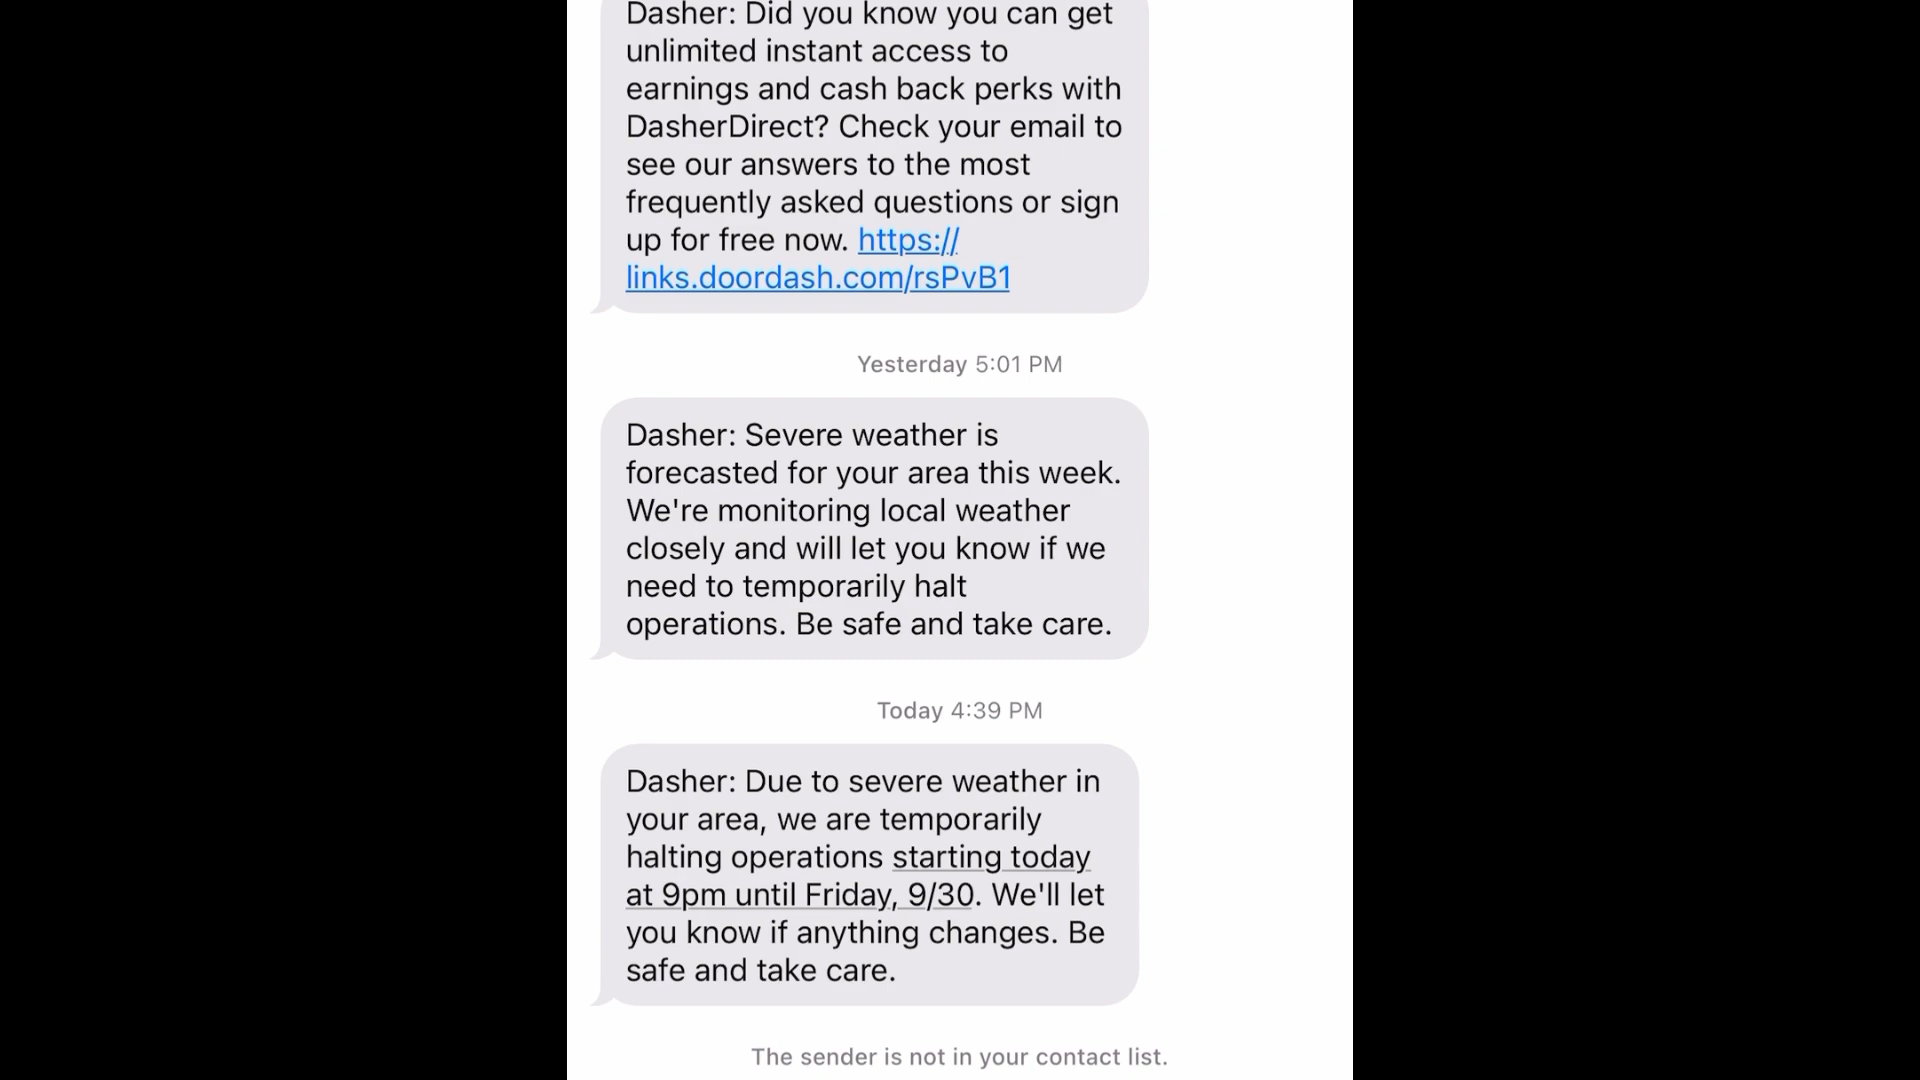 Dasher: Did you know you can get
unlimited instant access to
earnings and cash back perks with
DasherDirect? Check your email to
see our answers to the most
frequently asked questions or sign
up for free now. https://
links.doordash.com/rsPvB1
Yesterday 5:01 PM
Dasher: Severe weather is
forecasted for your area this week.
We're monitoring local weather
closely and will let you know if we
need to temporarily halt
operations. Be safe and take care.
Today 4:39 PM
Dasher: Due to severe weather in
your area, we are temporarily
halting operations starting today
at 9pm until Friday, 9/30. We'll let
you know if anything changes. Be
safe and take care.
The sender is not in your contact list.